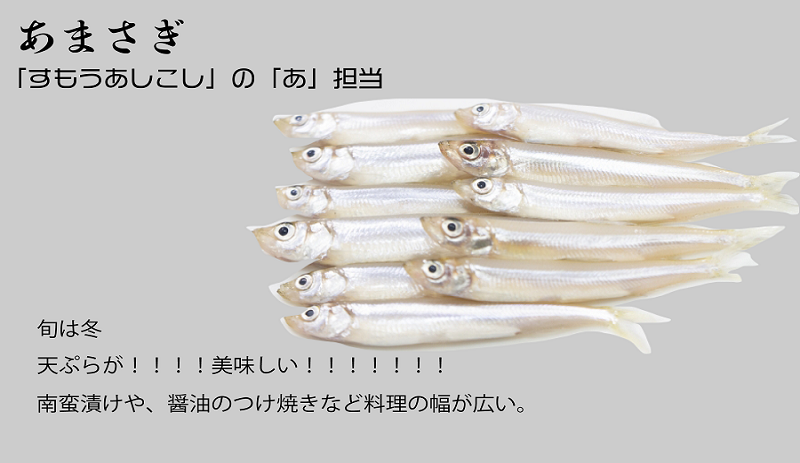 あまさぎ
「すもうあしこし」の「あ」担当
旬は冬
天ぷらが！！！！美味しい！！！！！！！
南蛮漬けや、醤油のつけ焼きなど料理の幅が広い。